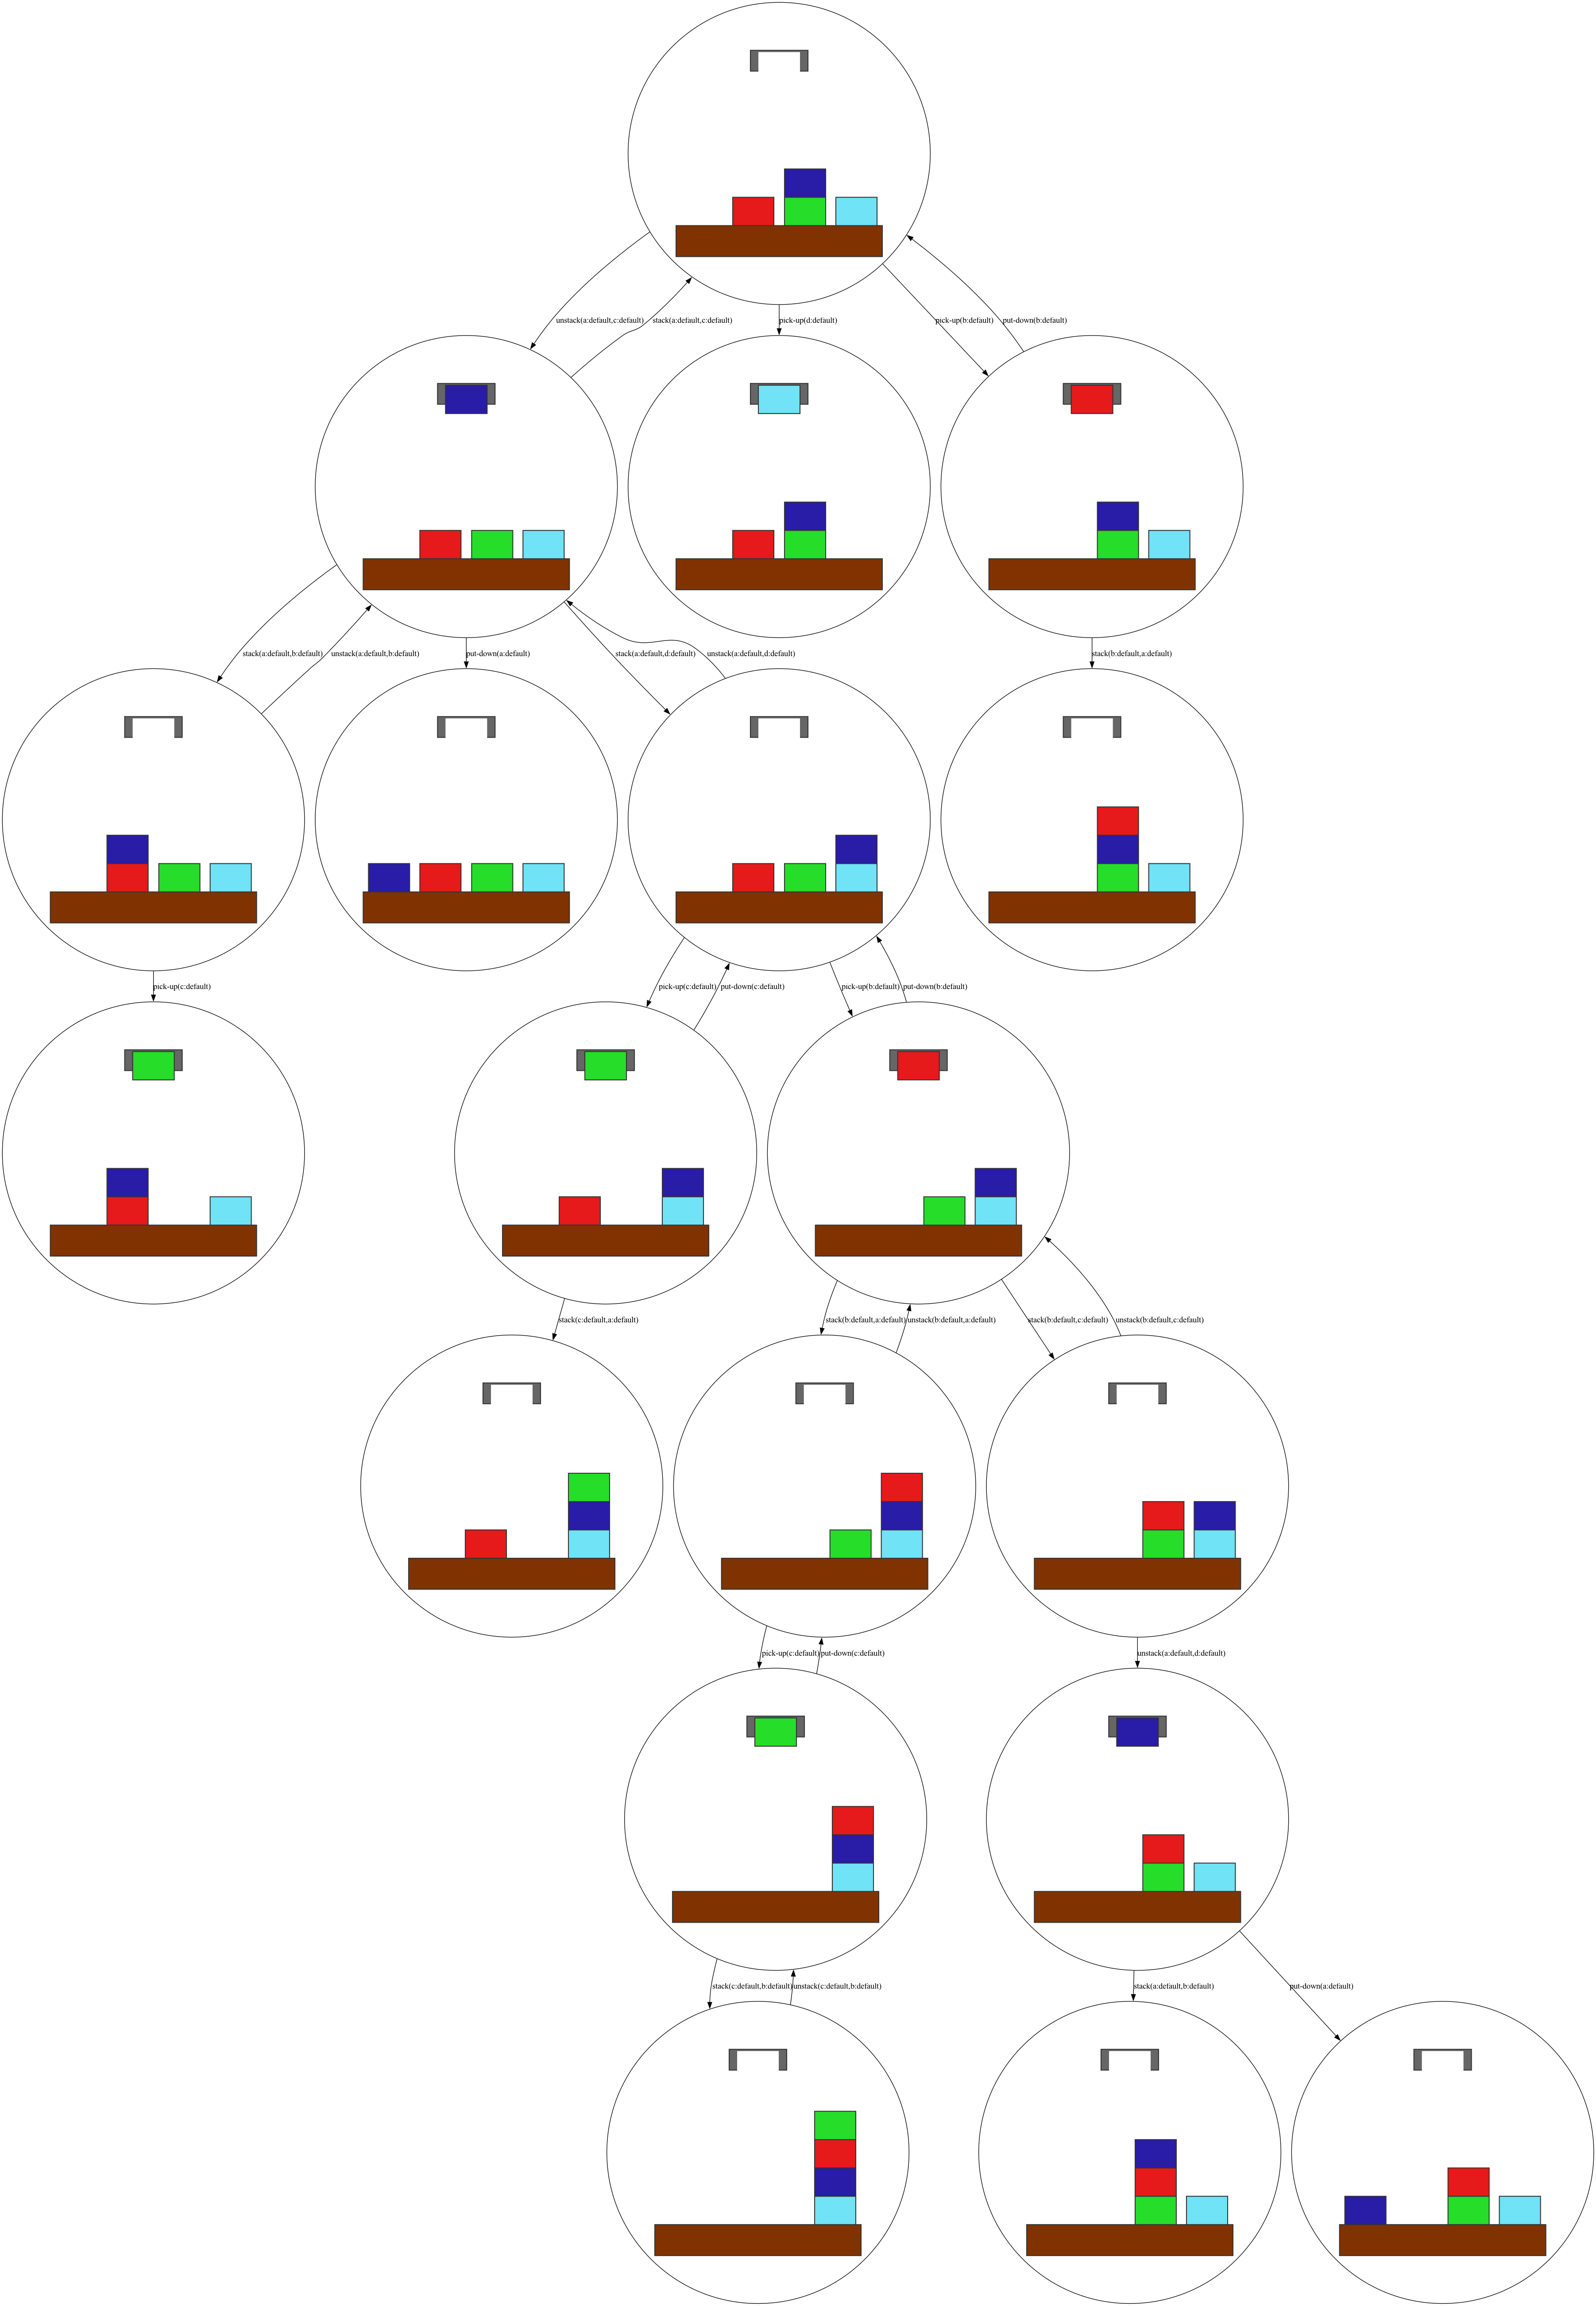 unstack(a:default,c:default)
stack(a:default,c:default)
pick-up(d:default)
pick-up(b:default)
put-down(b:default)
stack(a:default,b:default)
unstack(a:default,b:default)
put-down(a:default)
stack(a:default,d:default)
unstack(a:default,d:default)
stack(b:default,a:default)
pick-up(c:default)
pick-up(c:default)
put-down(c:default)
pick-up(b:default)
put-down(b:default)
stack(c:default,a:default)
stack(b:default,a:default)
unstack(b:default,a:default)
stack(b:default,c:default)
unstack(b:default,c:default)
pick-up(c:default)
put-down(c:default)
unstack(a:default,d:default)
stack(c:default,b:default)
unstack(c:default,b:default)
stack(a:default,b:default)
put-down(a:default)